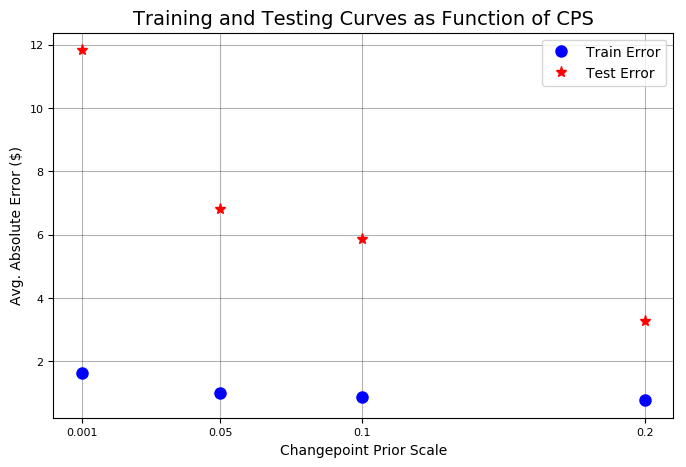 Training and Testing Curves as Function of CPS
Train Error
Test Error
Avg. Absolute Error ($)
12
10
8
6
4
2
0.001
0.05
0.1
0.2
Changepoint Prior Scale